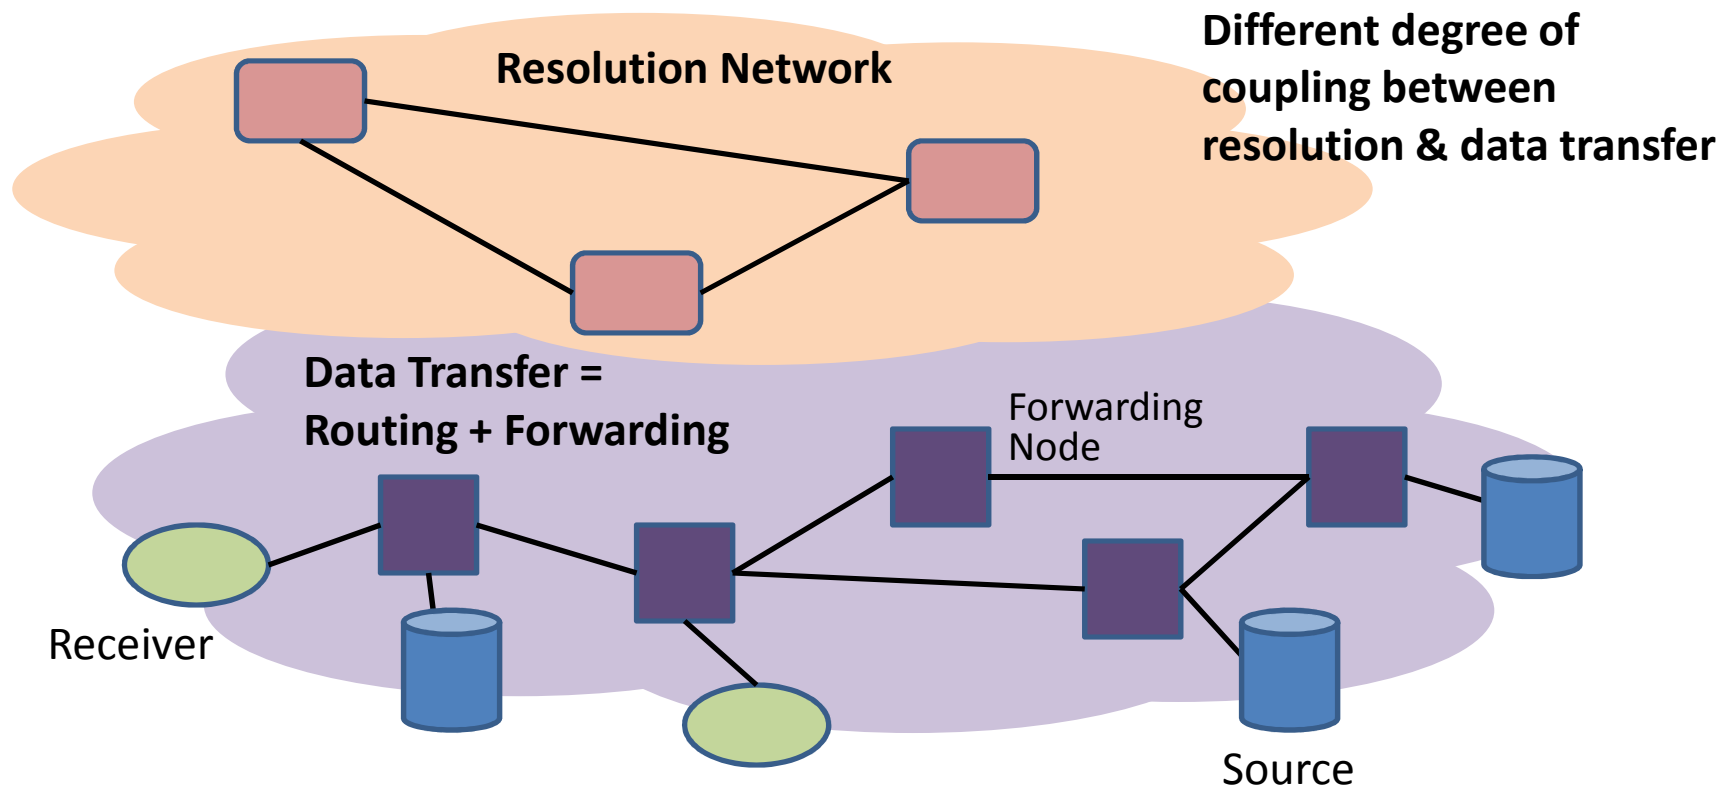 Different degree of
coupling between
resolution & data transfer
Resolution Network
Data Transfer =
Routing + Forwarding
Forwarding
Node
Receiver
Source